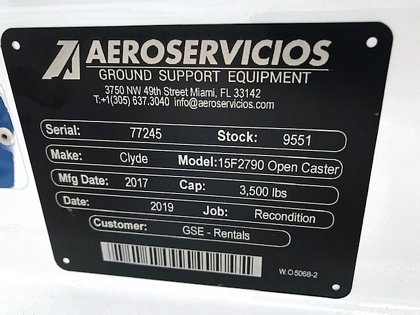 AEROSERVICIOS
GROUND SUPPORT EQUIPMENT
3750 NW 49th Street Miami, FL 33142
T:+1(305) 637.3040 info@aeroservicios.com
Serial: 77245 Stock: 9551
Make: Clyde Model: 15F2790 Open Caster
Mfg Date: 2017 Cap: 3,500 lbs
Date: 2019 Job: Recondition
Customer: GSE - Rentals
W.O 5068-2